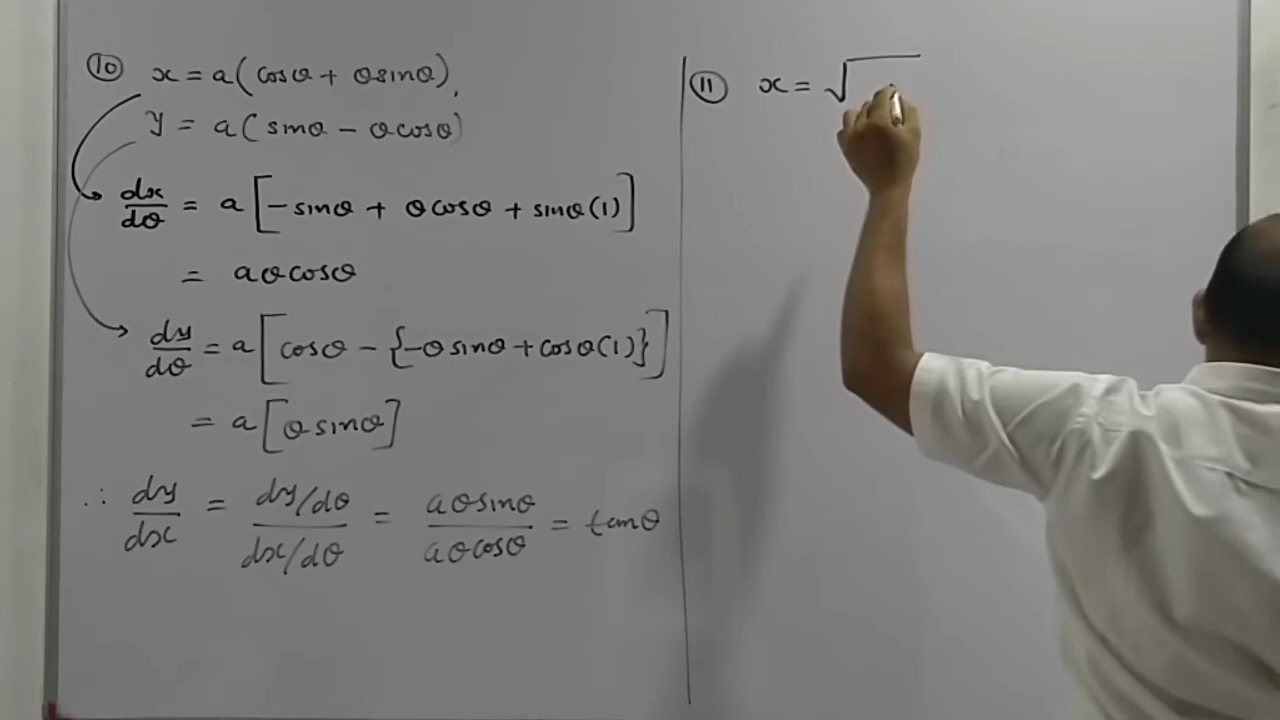 ⑩ x = a(cosθ + θsinθ),
y = a(sinθ − θcosθ)
dx/dθ = a[−sinθ + θcosθ + sinθ(1)]
= aθcosθ
dy/dθ = a[cosθ − {−θsinθ + cosθ(1)}]
= a[θsinθ]
∴ dy/dx = (dy/dθ)/(dx/dθ) = aθsinθ/aθcosθ = tanθ
⑪ x = √